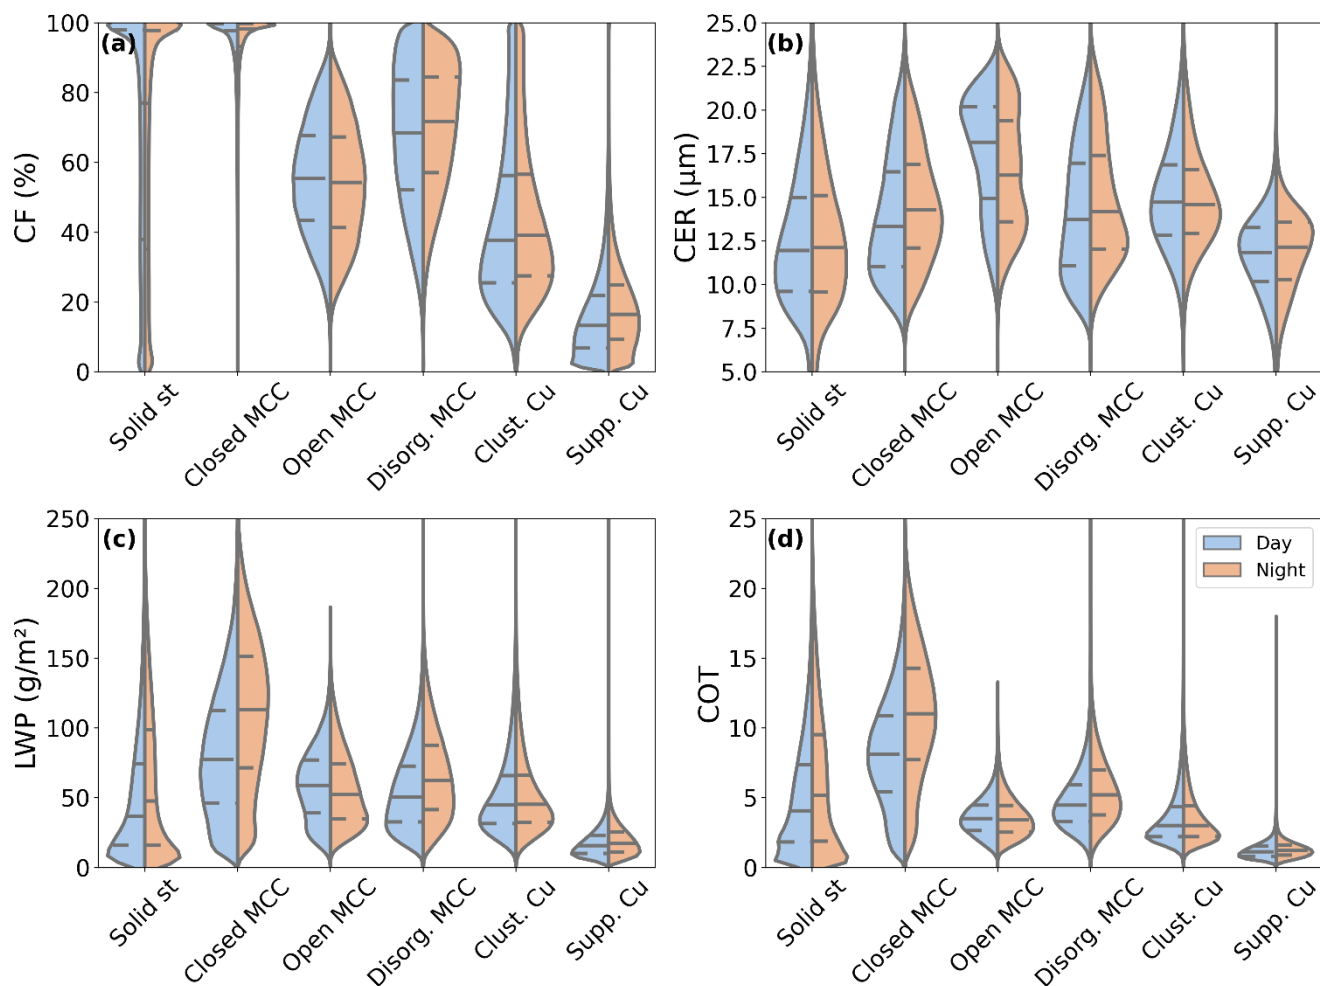 (a)
CF (%)
100
80
60
40
20
0
Solid st
Closed MCC
Open MCC
Disorg. MCC
Clust. Cu
Supp. Cu
(b)
CER (μm)
25.0
22.5
20.0
17.5
15.0
12.5
10.0
7.5
5.0
Solid st
Closed MCC
Open MCC
Disorg. MCC
Clust. Cu
Supp. Cu
(c)
LWP (g/m²)
250
200
150
100
50
0
Solid st
Closed MCC
Open MCC
Disorg. MCC
Clust. Cu
Supp. Cu
(d)
COT
25
20
15
10
5
0
Day
Night
Solid st
Closed MCC
Open MCC
Disorg. MCC
Clust. Cu
Supp. Cu